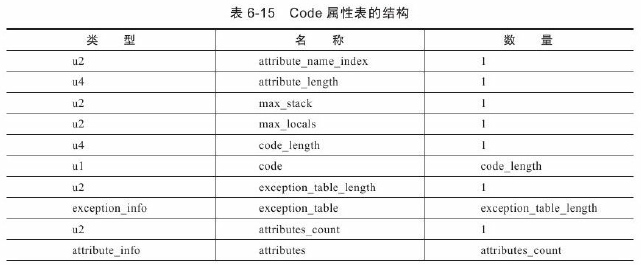 表 6-15 Code 属性表的结构
类 型 名 称 数 量
u2 attribute_name_index 1
u4 attribute_length 1
u2 max_stack 1
u2 max_locals 1
u4 code_length 1
u1 code code_length
u2 exception_table_length 1
exception_info exception_table exception_table_length
u2 attributes_count 1
attribute_info attributes attributes_count